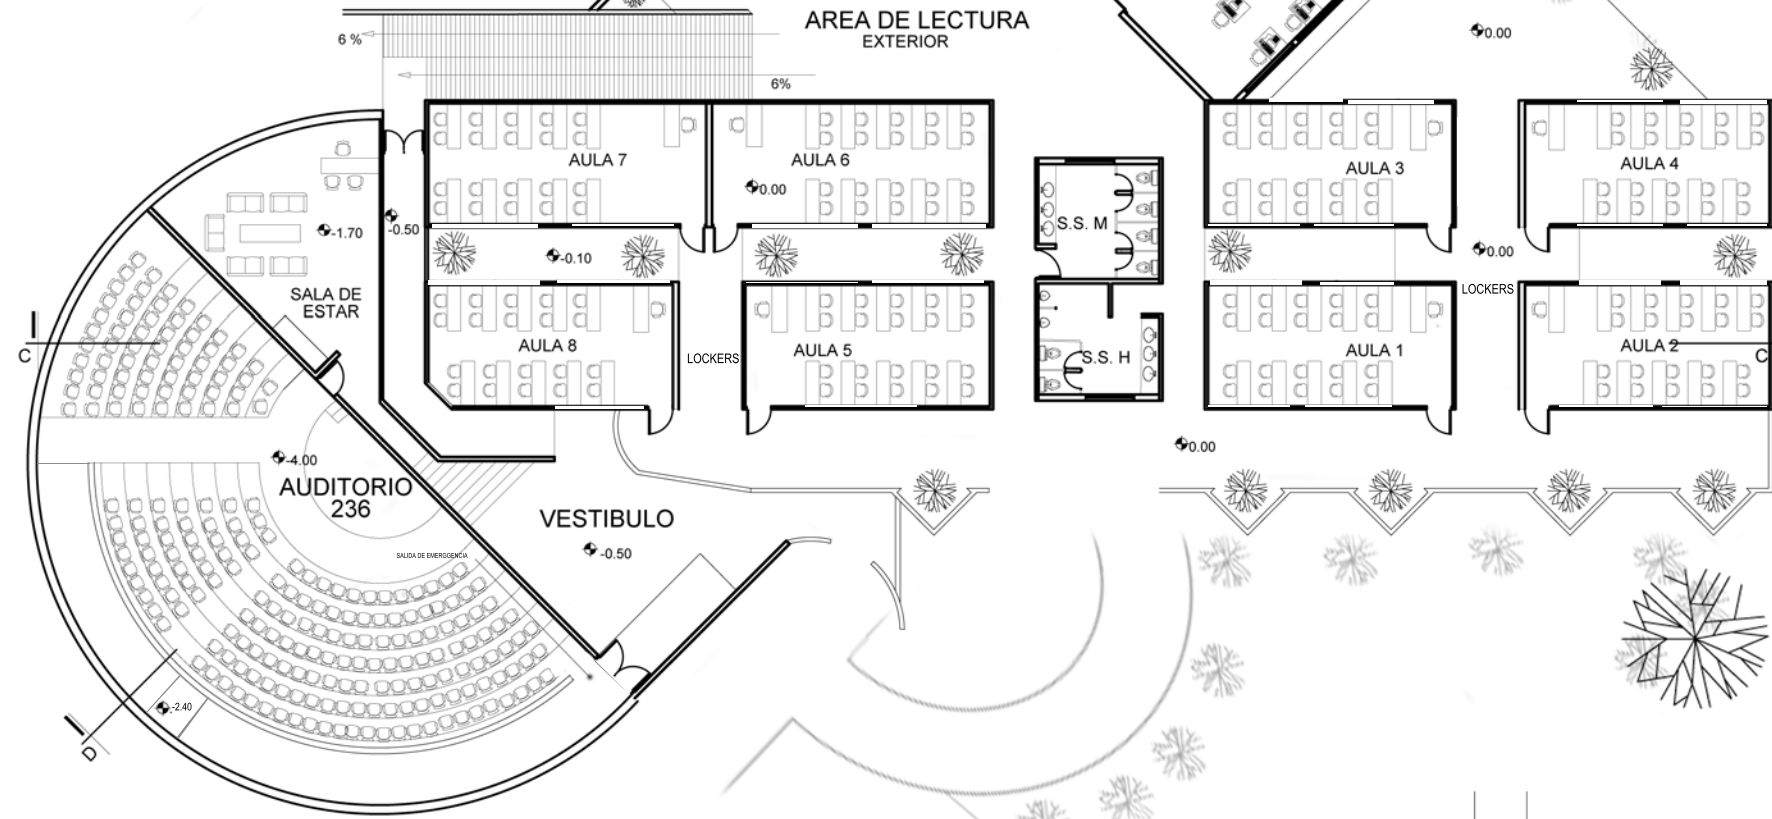 AREA DE LECTURA
EXTERIOR
6 %
6%
0.00
AULA 7
AULA 6
0.00
AULA 3
AULA 4
-1.70
-0.50
S.S. M
-0.10
0.00
SALA DE
ESTAR
LOCKERS
AULA 8
LOCKERS
AULA 5
S.S. H
AULA 1
AULA 2
C
C
0.00
-4.00
AUDITORIO
236
VESTIBULO
-0.50
SALIDA DE EMERGGENCIA
-2.40
D